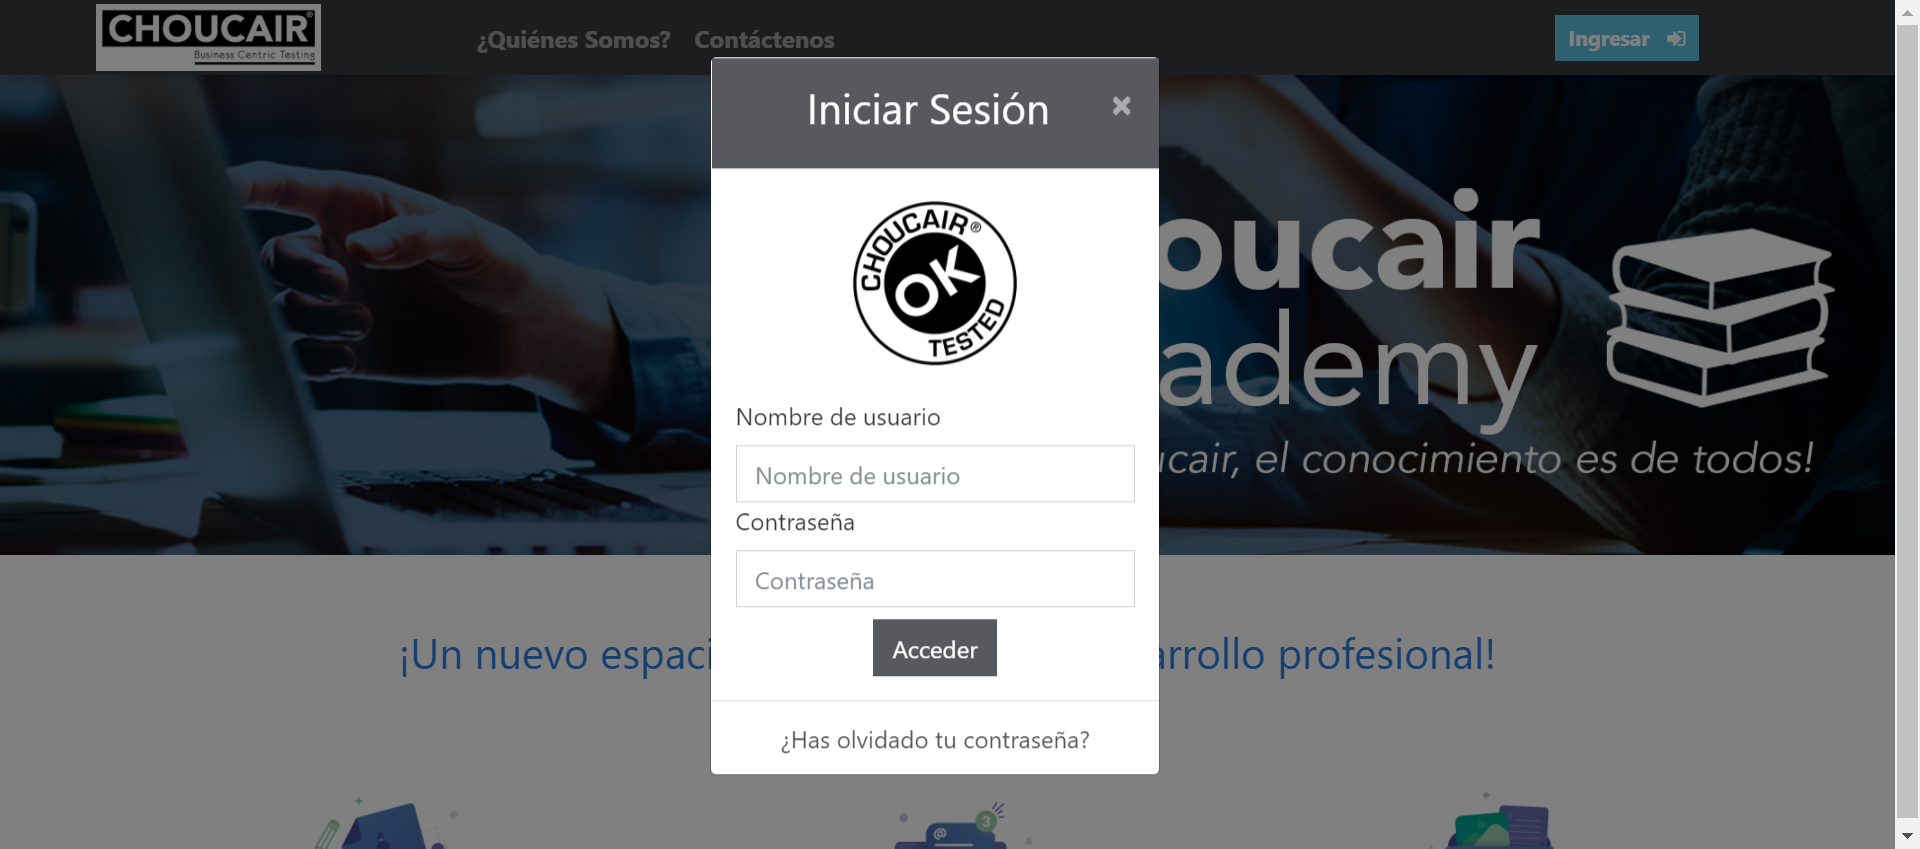 CHOUCAIR®
Business Centric Testing
¿Quiénes Somos?
Contáctenos
Ingresar
Iniciar Sesión
×
CHOUCAIR®
OK
TESTED
oucair
ademy
ucair, el conocimiento es de todos!
Nombre de usuario
Nombre de usuario
Contraseña
Contraseña
Acceder
¿Has olvidado tu contraseña?
¡Un nuevo espaci
arrollo profesional!
@
3